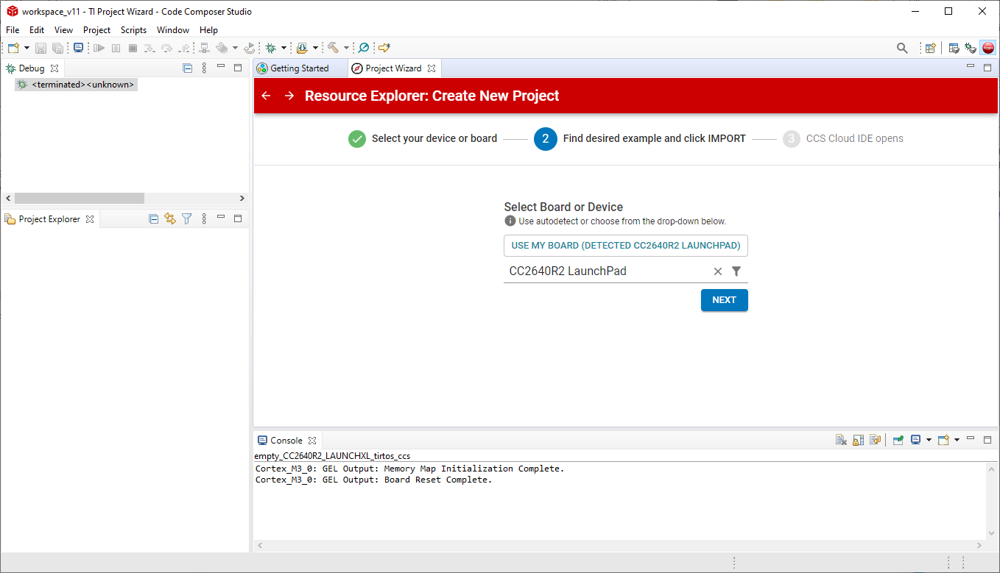 workspace_v11 - TI Project Wizard - Code Composer Studio
File Edit View Project Scripts Window Help
Debug
Getting Started
Project Wizard
<terminated><unknown>
Resource Explorer: Create New Project
Select your device or board
2 Find desired example and click IMPORT
3 CCS Cloud IDE opens
Project Explorer
Select Board or Device
Use autodetect or choose from the drop-down below.
USE MY BOARD (DETECTED CC2640R2 LAUNCHPAD)
CC2640R2 LaunchPad
NEXT
Console
empty_CC2640R2_LAUNCHXL_tirtos_ccs
Cortex_M3_0: GEL Output: Memory Map Initialization Complete.
Cortex_M3_0: GEL Output: Board Reset Complete.